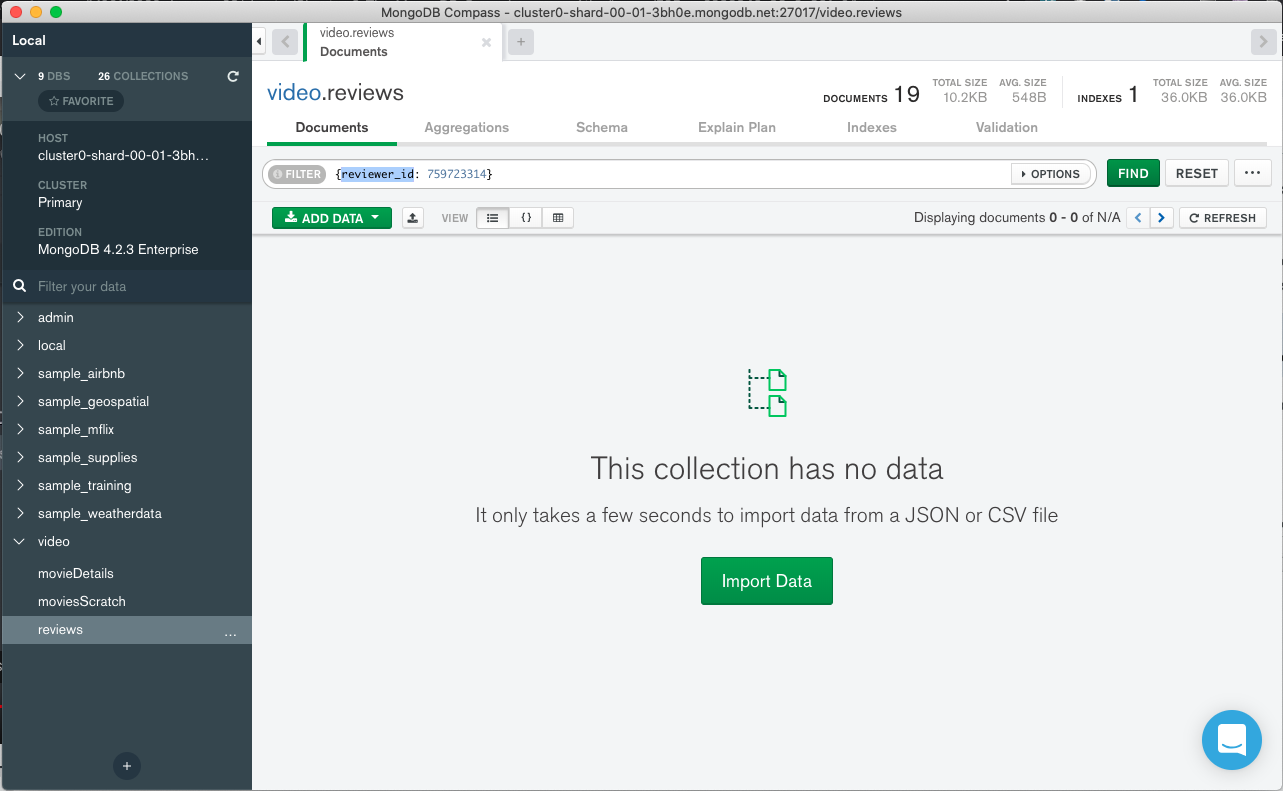 MongoDB Compass - cluster0-shard-00-01-3bh0e.mongodb.net:27017/video.reviews
Local
9 DBS 26 COLLECTIONS
FAVORITE
HOST
cluster0-shard-00-01-3bh...
CLUSTER
Primary
EDITION
MongoDB 4.2.3 Enterprise
Filter your data
admin
local
sample_airbnb
sample_geospatial
sample_mflix
sample_supplies
sample_training
sample_weatherdata
video
movieDetails
moviesScratch
reviews ...
video.reviews
Documents
video.reviews
DOCUMENTS 19 TOTAL SIZE 10.2KB AVG. SIZE 548B INDEXES 1 TOTAL SIZE 36.0KB AVG. SIZE 36.0KB
Documents Aggregations Schema Explain Plan Indexes Validation
FILTER {reviewer_id: 759723314} OPTIONS FIND RESET ...
ADD DATA VIEW {} Displaying documents 0 - 0 of N/A REFRESH
This collection has no data
It only takes a few seconds to import data from a JSON or CSV file
Import Data